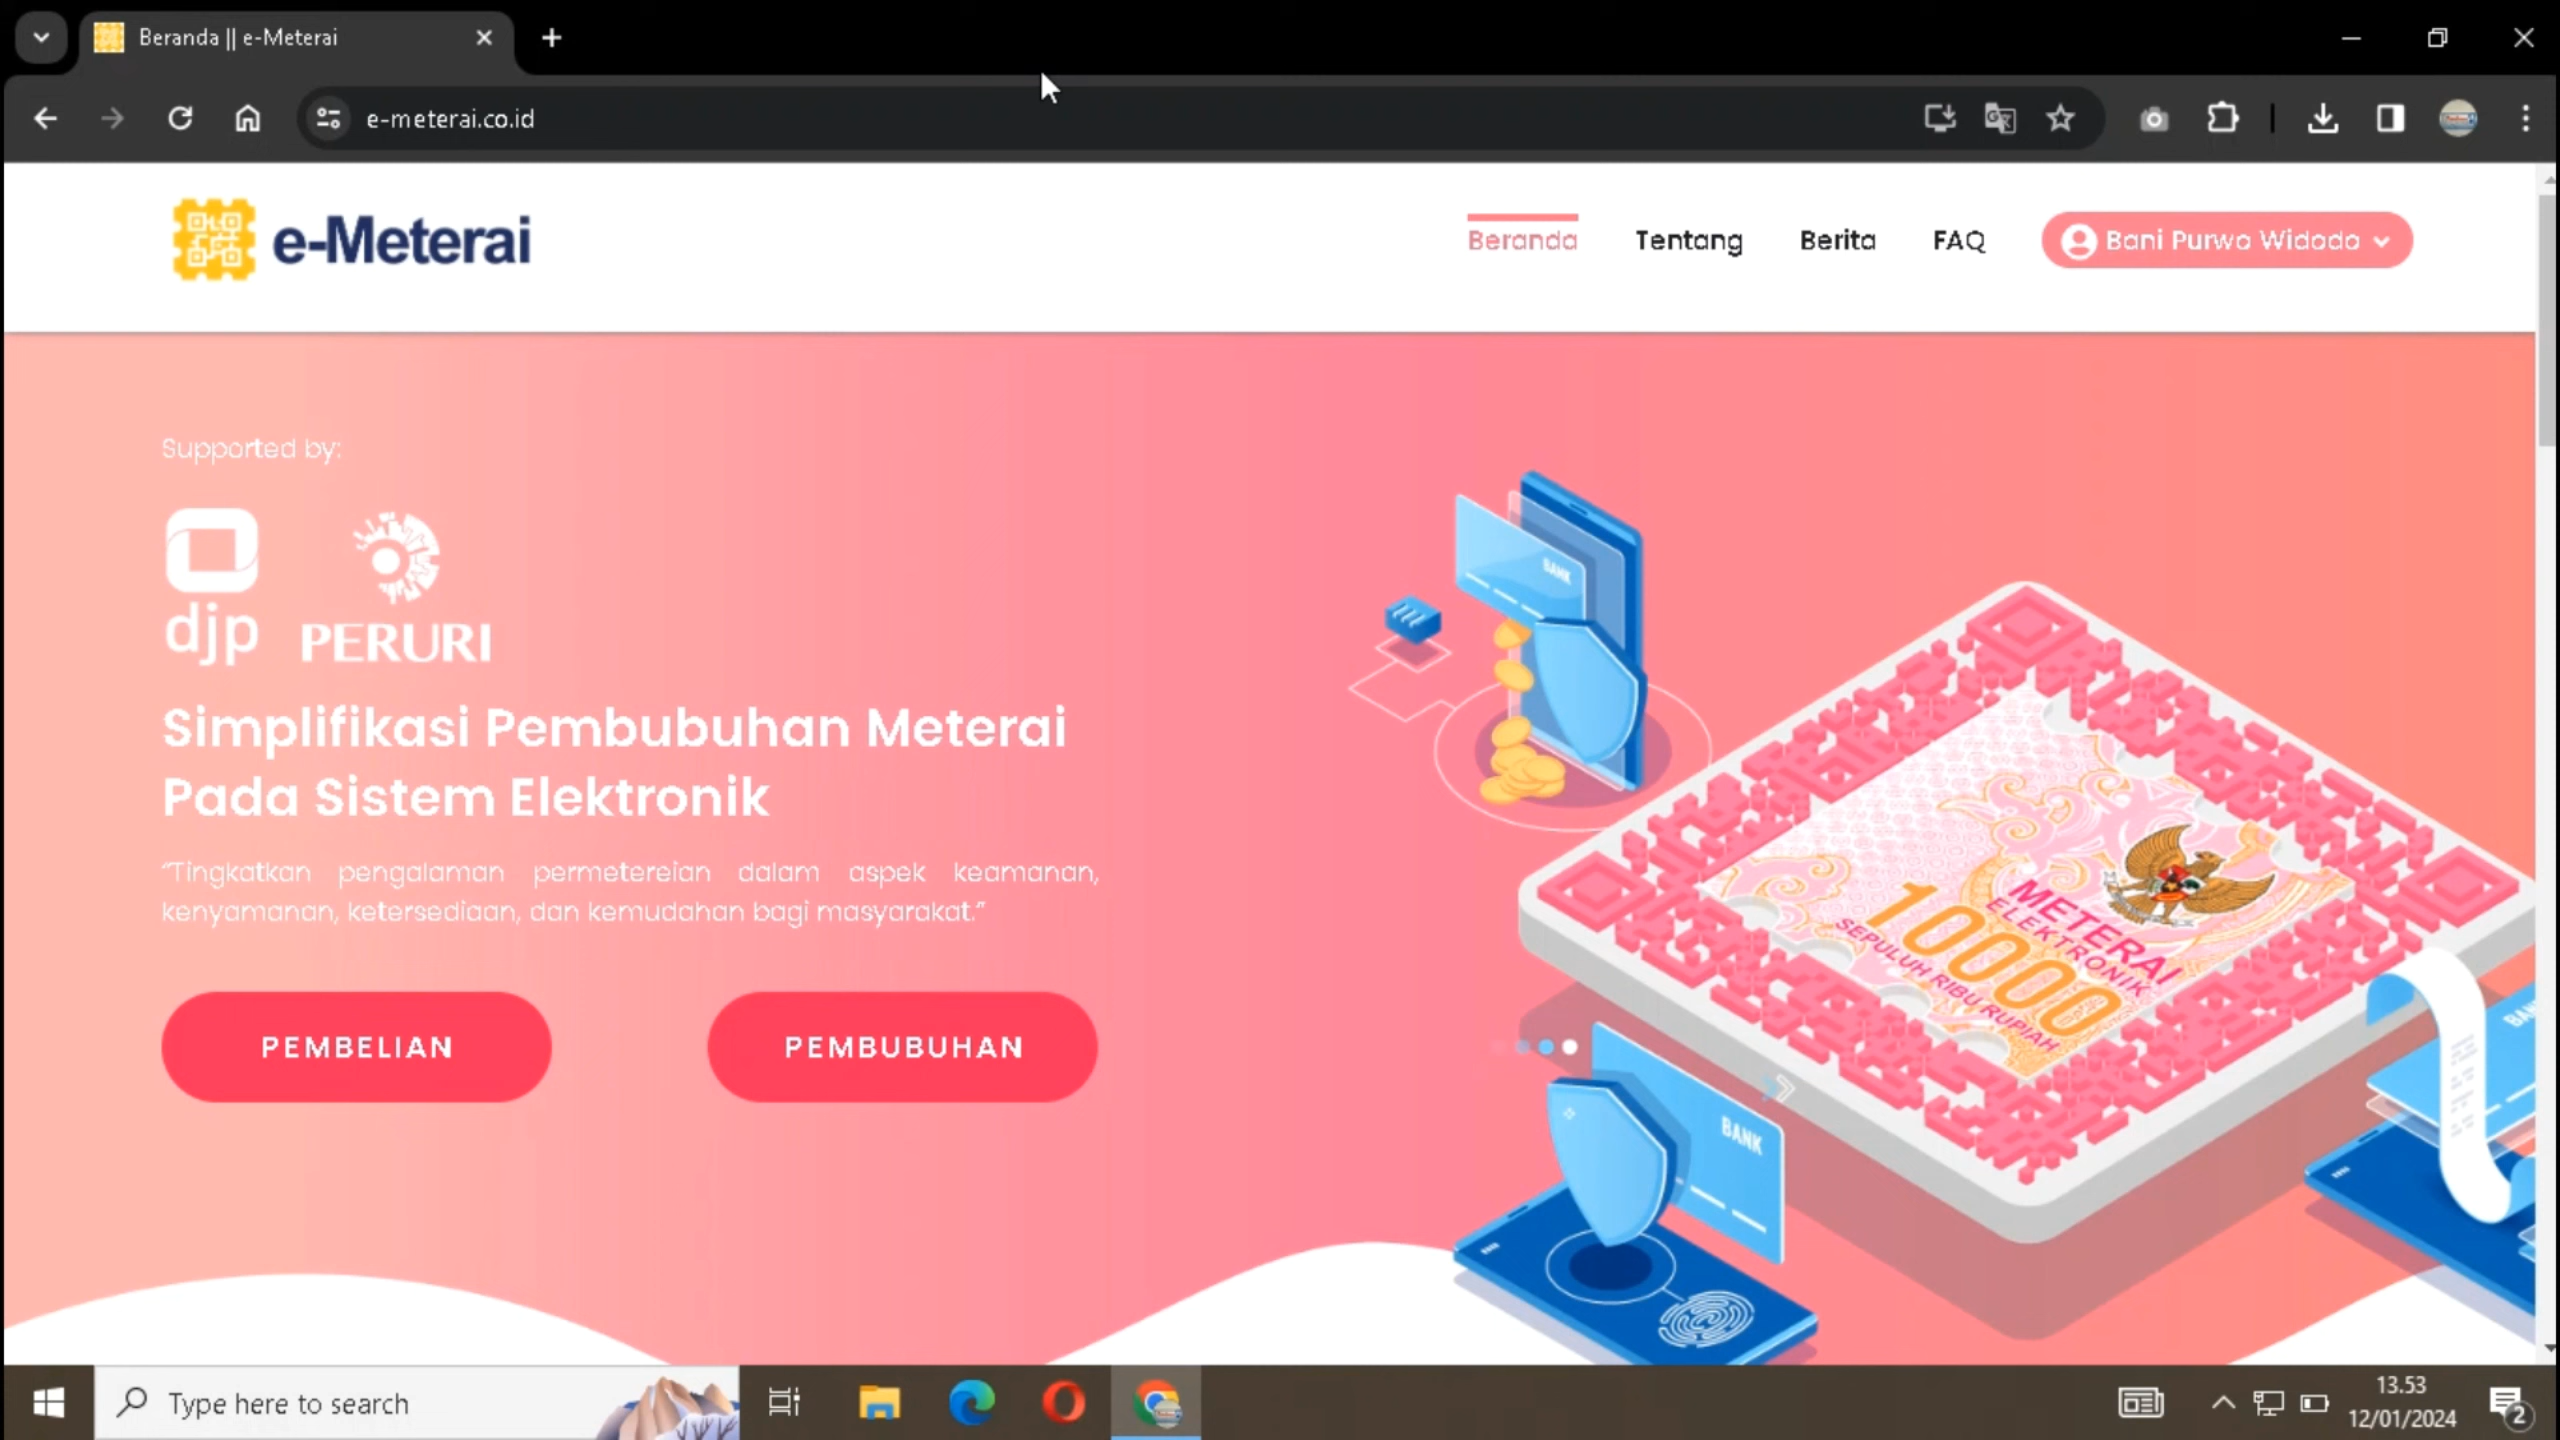 Beranda || e-Meterai
e-meterai.co.id
e-Meterai
Beranda
Tentang
Berita
FAQ
Bani Purwo Widodo
Supported by:
djp
PERURI
Simplifikasi Pembubuhan Meterai
Pada Sistem Elektronik
“Tingkatkan pengalaman permetereian dalam aspek keamanan,
kenyamanan, ketersediaan, dan kemudahan bagi masyarakat.”
PEMBELIAN
PEMBUBUHAN
BANK
METERAI
ELEKTRONIK
10000
SEPULUH RIBU RUPIAH
BANK
Type here to search
13.53
12/01/2024
2